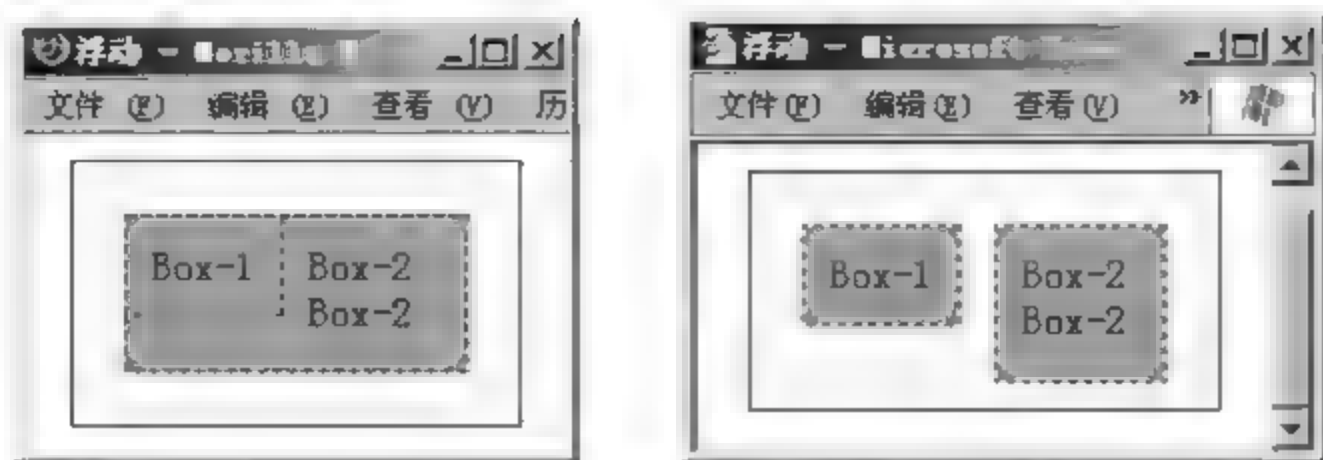 浮动 -
文件 (F) 编辑 (E) 查看 (V) 历
Box-1 Box-2
Box-2
浮动 - Microsoft
文件(F) 编辑(E) 查看(V) »
Box-1 Box-2
Box-2